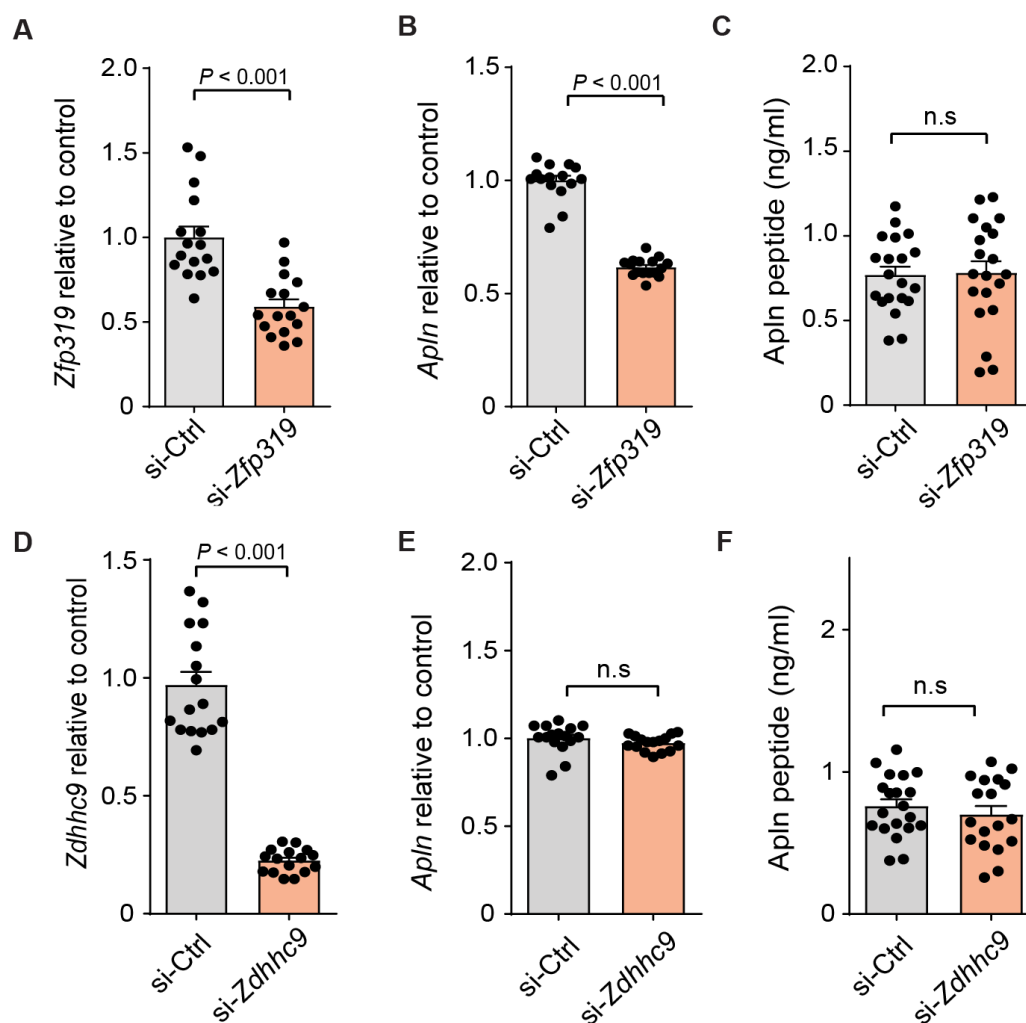 A
Zfp319 relative to control
2.0
1.5
1.0
0.5
0
P < 0.001
si-Ctrl
si-Zfp319
B
Apln relative to control
1.5
1.0
0.5
0
P < 0.001
si-Ctrl
si-Zfp319
C
Apln peptide (ng/ml)
2.0
1.5
1.0
0.5
0
n.s
si-Ctrl
si-Zfp319
D
Zdhhc9 relative to control
1.5
1.0
0.5
0
P < 0.001
si-Ctrl
si-Zdhhc9
E
Apln relative to control
2.0
1.5
1.0
0.5
0
n.s
si-Ctrl
si-Zdhhc9
F
Apln peptide (ng/ml)
2
1
0
n.s
si-Ctrl
si-Zdhhc9